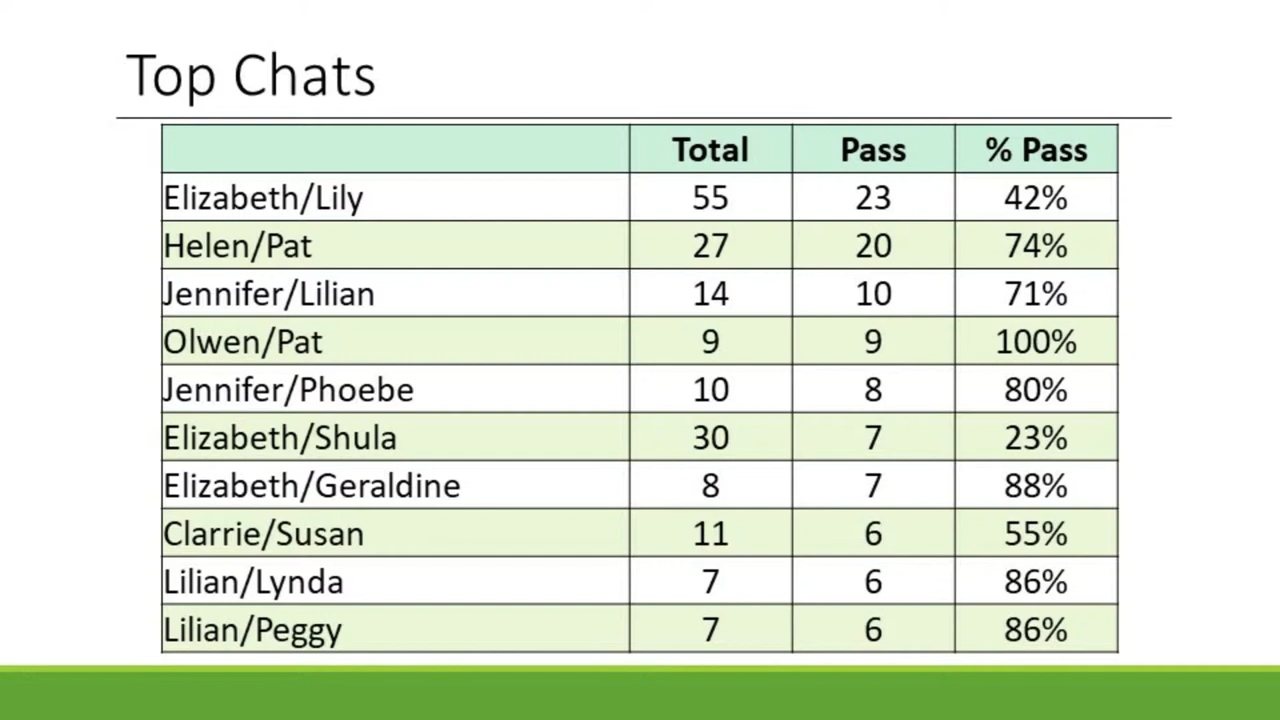 Top Chats
Total Pass % Pass
Elizabeth/Lily 55 23 42%
Helen/Pat 27 20 74%
Jennifer/Lilian 14 10 71%
Olwen/Pat 9 9 100%
Jennifer/Phoebe 10 8 80%
Elizabeth/Shula 30 7 23%
Elizabeth/Geraldine 8 7 88%
Clarrie/Susan 11 6 55%
Lilian/Lynda 7 6 86%
Lilian/Peggy 7 6 86%